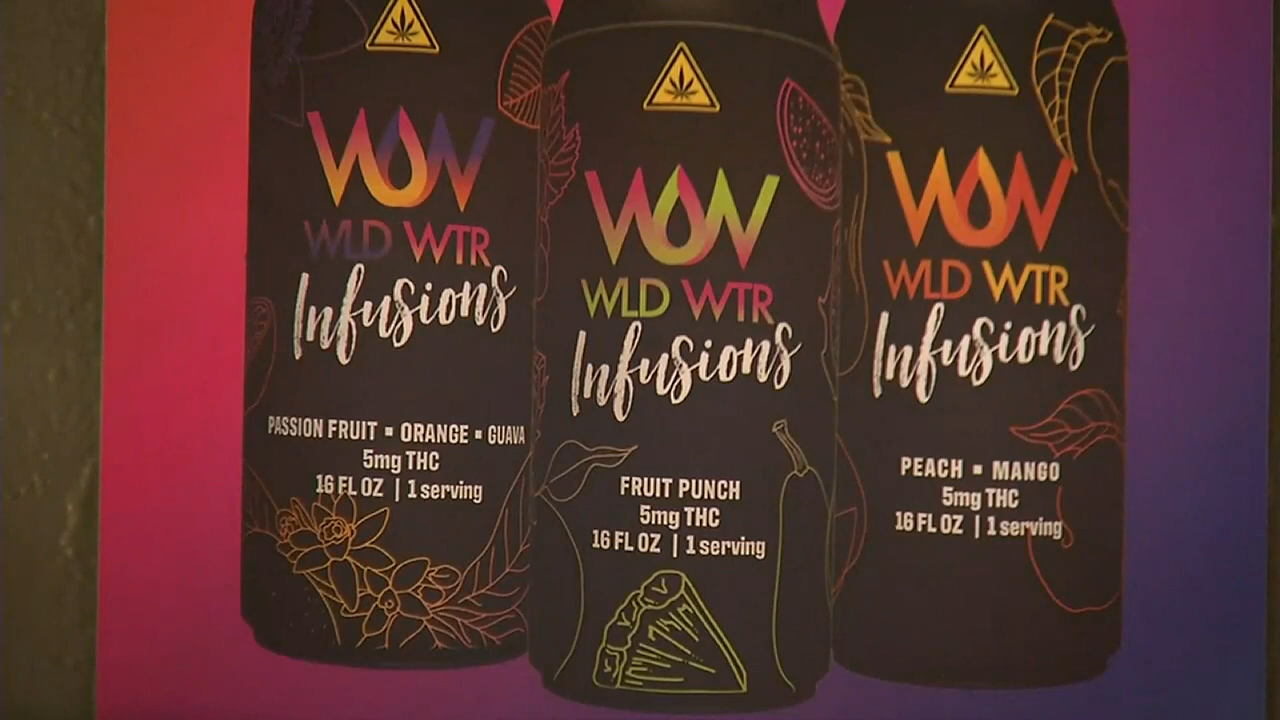 WOW
WLD WTR
Infusions
PASSION FRUIT ▪ ORANGE ▪ GUAVA
5mg THC
16 FL OZ | 1 serving
WOW
WLD WTR
Infusions
FRUIT PUNCH
5mg THC
16 FL OZ | 1 serving
WOW
WLD WTR
Infusions
PEACH ▪ MANGO
5mg THC
16 FL OZ | 1 serving